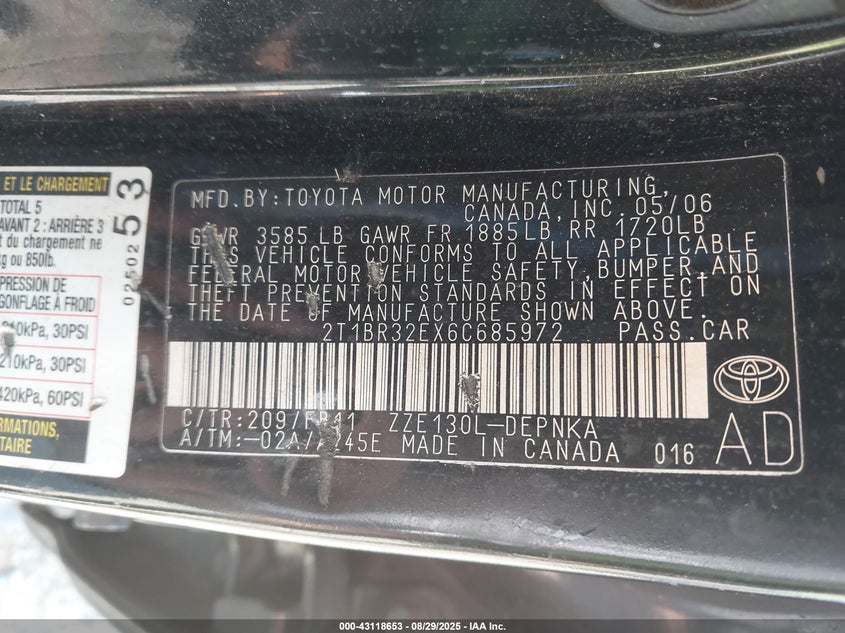 ET LE CHARGEMENT
TOTAL 5
AVANT 2 : ARRIÈRE 3
t du chargement ne
kg ou 850lb.
PRESSION DE
GONFLAGE À FROID
210kPa, 30PSI
210kPa, 30PSI
420kPa, 60PSI
ORMATIONS,
TAIRE
0250253
MFD. BY: TOYOTA MOTOR MANUFACTURING,
CANADA, INC. 05/06
GVWR 3585 LB GAWR FR 1885LB RR 1720LB
THIS VEHICLE CONFORMS TO ALL APPLICABLE
FEDERAL MOTOR VEHICLE SAFETY, BUMPER, AND
THEFT PREVENTION STANDARDS IN EFFECT ON
THE DATE OF MANUFACTURE SHOWN ABOVE.
2T1BR32EX6C685972 PASS. CAR
C/TR: 209/FB41 ZZE130L-DEPNKA
A/TM: -02A/A245E MADE IN CANADA 016
AD
000-43118653 - 08/29/2025 - IAA Inc.